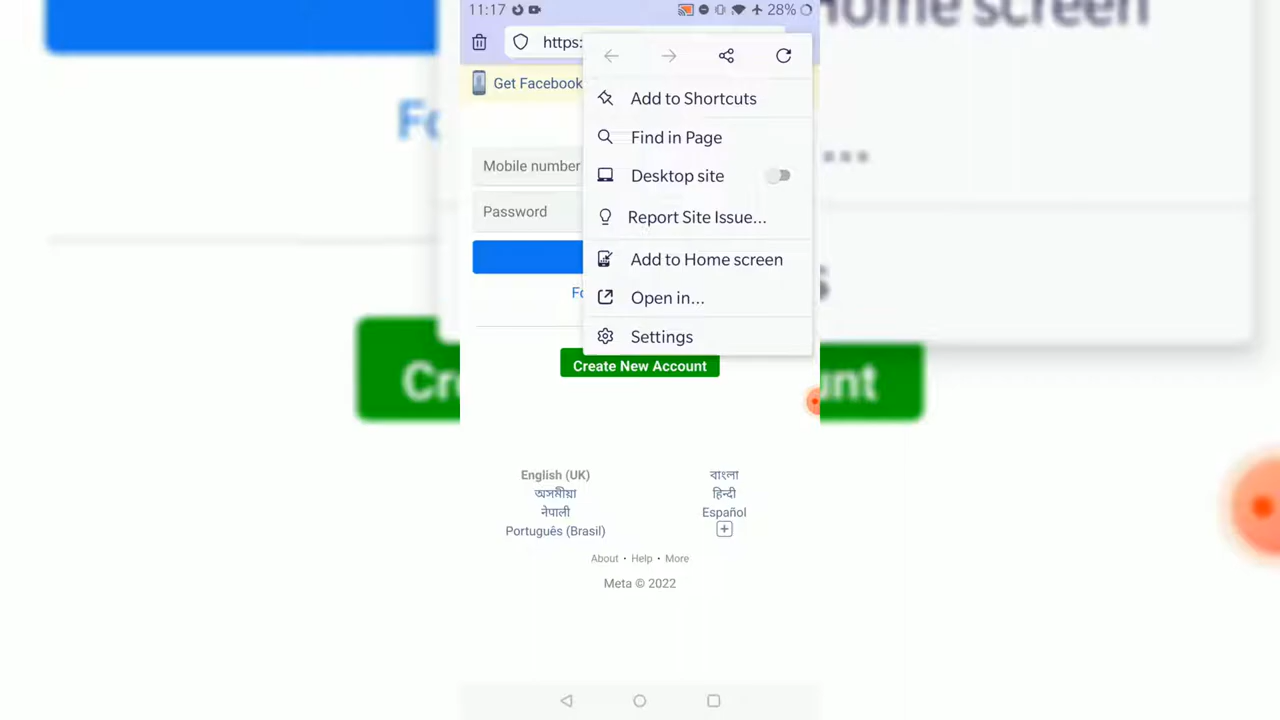 11:17
28%
https:
Get Facebook
Add to Shortcuts
Find in Page
Mobile number
Desktop site
Password
Report Site Issue...
Add to Home screen
Fo
Open in...
Settings
Create New Account
English (UK)
বাংলা
অসমীয়া
हिन्दी
नेपाली
Español
Português (Brasil)
About • Help • More
Meta © 2022
Home screen
Fo
...
s
Cre
unt